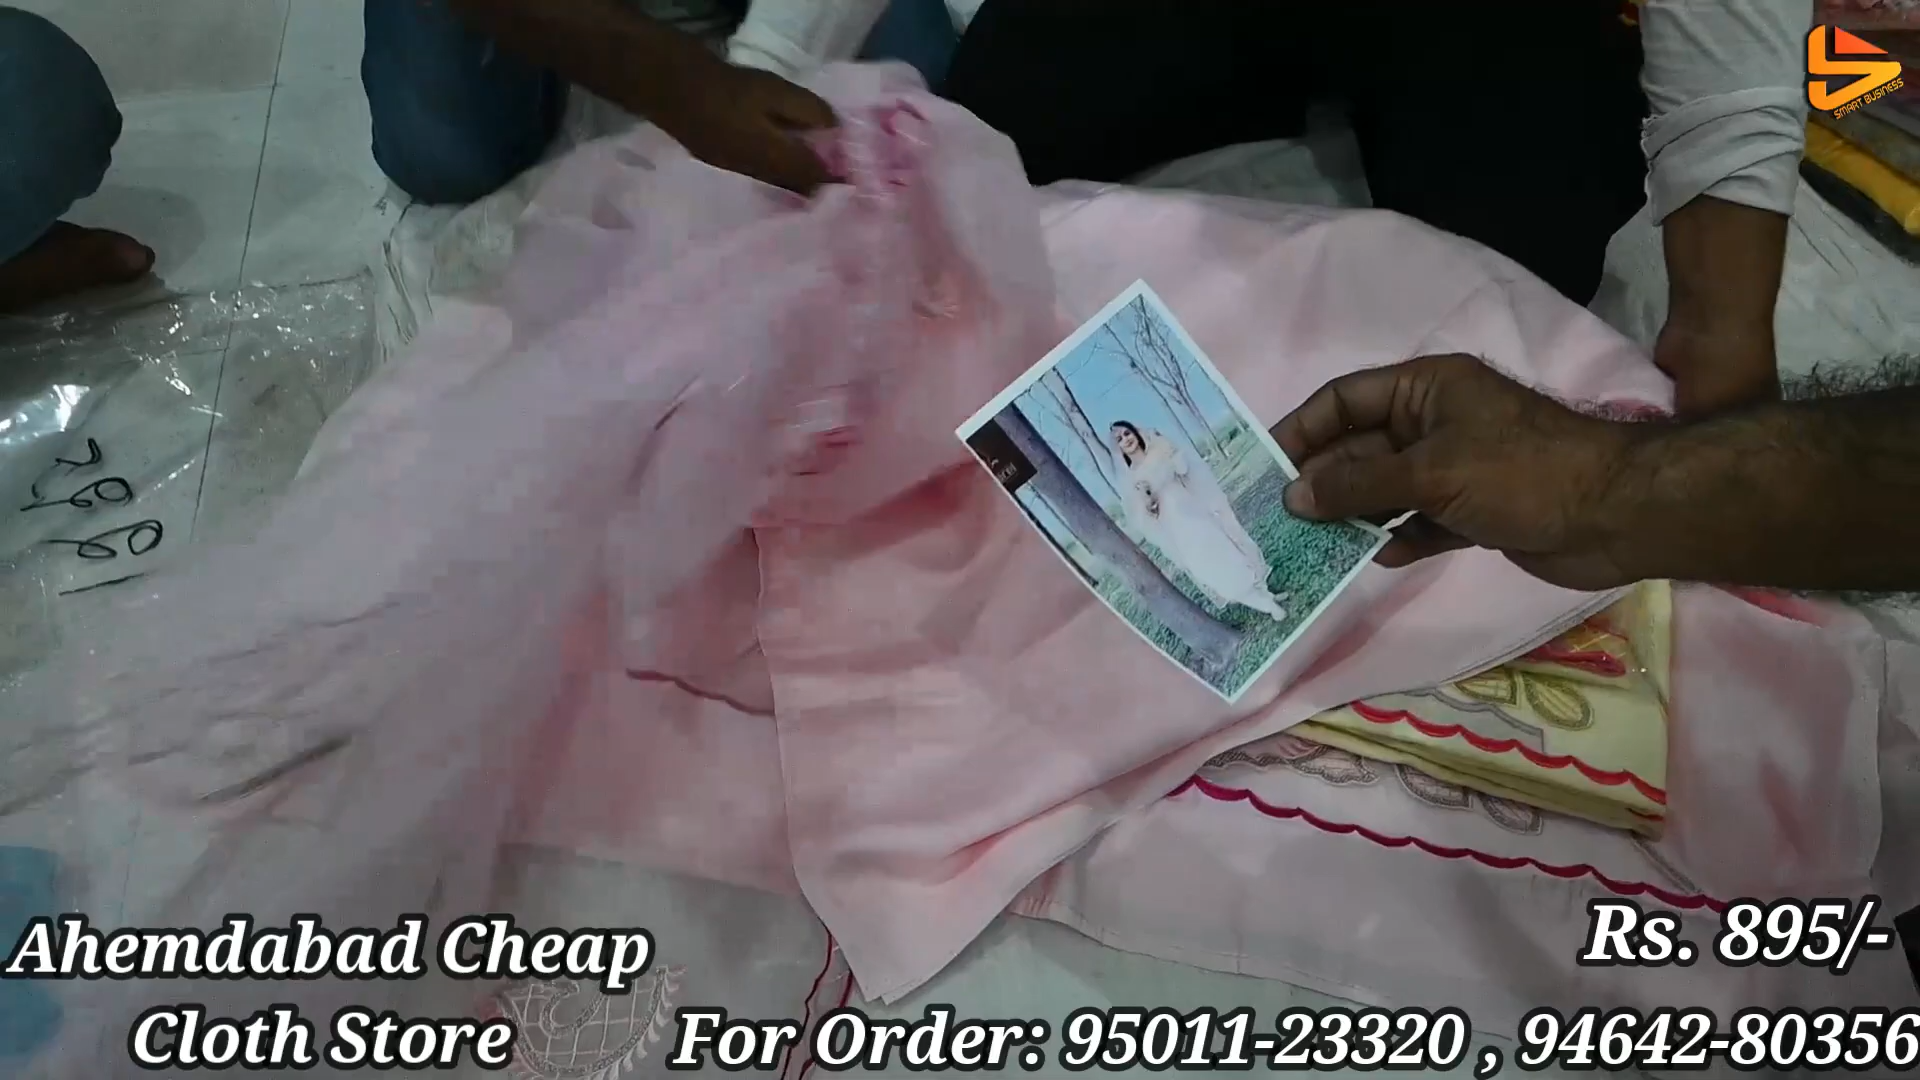 SMART BUSINESS
Ahemdabad Cheap
Cloth Store
Rs. 895/-
For Order: 95011-23320 , 94642-80356